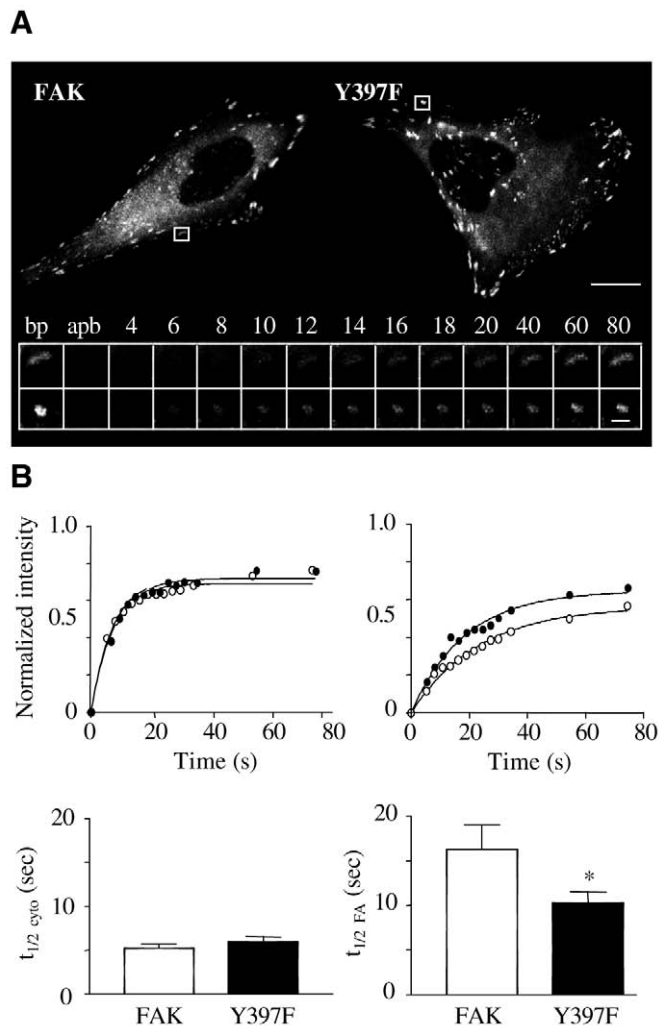 A
FAK Y397F
bp apb 4 6 8 10 12 14 16 18 20 40 60 80
B
Normalized intensity
1.0 1.0
0.5 0.5
0 0
0 20 40 60 80 0 20 40 60 80
Time (s) Time (s)
t1/2 cyto (sec) t1/2 FA (sec)
20 20
10 10
0 0
*
FAK Y397F FAK Y397F